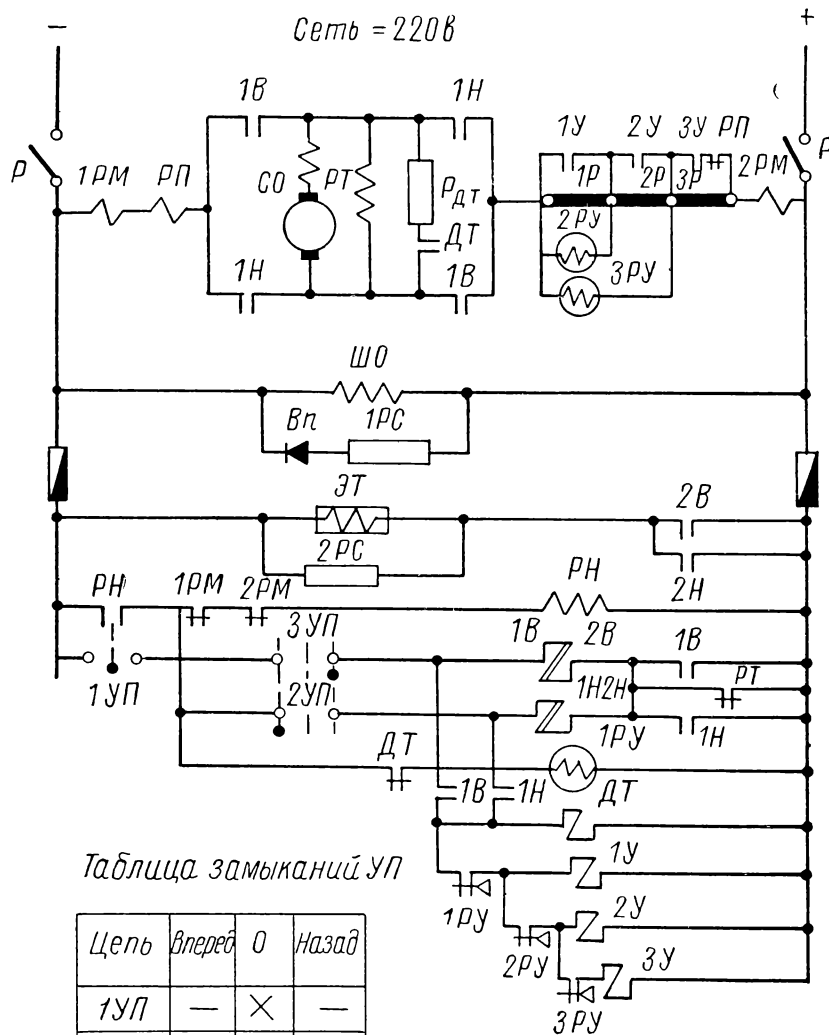 − Сеть = 220в +
1В 1Н
1У 2У 3У РП
Р 1РМ РП СО РТ РДТ 1Р 2Р 3Р 2РМ Р
ДТ 2РУ
1Н 1В 3РУ
ШО
Вп 1РС
ЭТ 2В
2РС 2Н
РН 1РМ 2РМ РН
3УП 1В 2В 1В
1УП 2УП 1Н2Н РТ
1РУ 1Н
ДТ 1В 1Н ДТ
Таблица замыканий УП 1У
1РУ 2У
Цепь Вперед 0 Назад 2РУ 3У
1УП — X — 3РУ